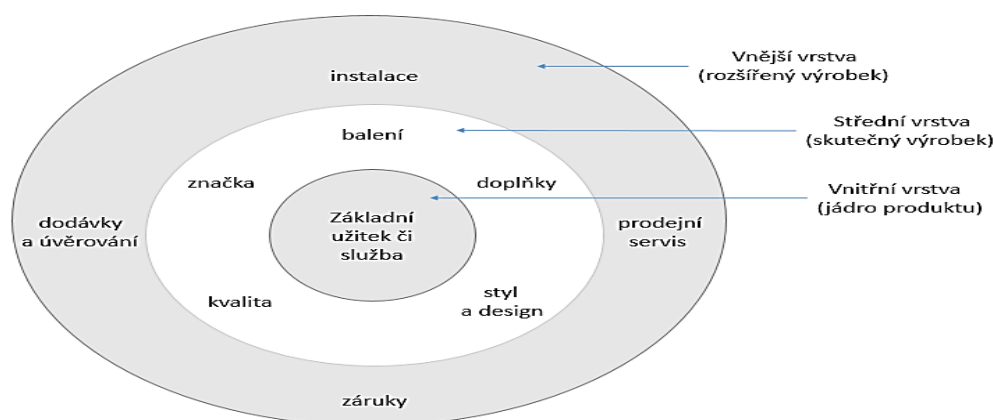 Vnější vrstva
(rozšířený výrobek)
instalace
Střední vrstva
(skutečný výrobek)
balení
značka
doplňky
Vnitřní vrstva
(jádro produktu)
Základní
užitek či
služba
dodávky
a úvěrování
prodejní
servis
kvalita
styl
a design
záruky